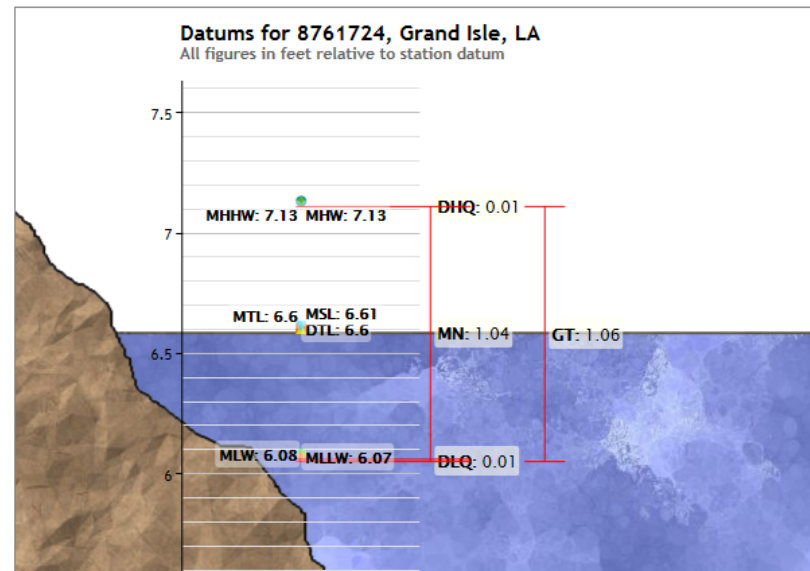 Datums for 8761724, Grand Isle, LA
All figures in feet relative to station datum
7.5
MHHW: 7.13 MHW: 7.13 DHQ: 0.01
7
MTL: 6.6 MSL: 6.61
DTL: 6.6 MN: 1.04 GT: 1.06
6.5
MLW: 6.08 MLLW: 6.07 DLQ: 0.01
6